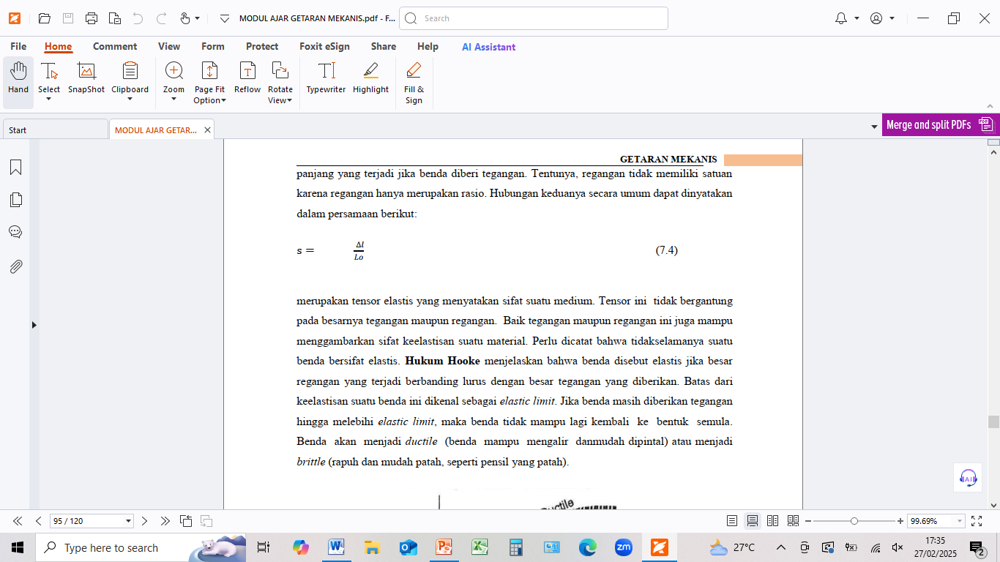 MODUL AJAR GETARAN MEKANIS.pdf - F...
Search
File Home Comment View Form Protect Foxit eSign Share Help AI Assistant
Hand Select SnapShot Clipboard Zoom Page Fit Option Reflow Rotate View Typewriter Highlight Fill & Sign
Start
MODUL AJAR GETAR...
Merge and split PDFs
GETARAN MEKANIS
panjang yang terjadi jika benda diberi tegangan. Tentunya, regangan tidak memiliki satuan
karena regangan hanya merupakan rasio. Hubungan keduanya secara umum dapat dinyatakan
dalam persamaan berikut:
s = Δl/Lo (7.4)
merupakan tensor elastis yang menyatakan sifat suatu medium. Tensor ini tidak bergantung
pada besarnya tegangan maupun regangan. Baik tegangan maupun regangan ini juga mampu
menggambarkan sifat keelastisan suatu material. Perlu dicatat bahwa tidakselamanya suatu
benda bersifat elastis. Hukum Hooke menjelaskan bahwa benda disebut elastis jika besar
regangan yang terjadi berbanding lurus dengan besar tegangan yang diberikan. Batas dari
keelastisan suatu benda ini dikenal sebagai elastic limit. Jika benda masih diberikan tegangan
hingga melebihi elastic limit, maka benda tidak mampu lagi kembali ke bentuk semula.
Benda akan menjadi ductile (benda mampu mengalir danmudah dipintal) atau menjadi
brittle (rapuh dan mudah patah, seperti pensil yang patah).
Ductile
AI
95 / 120
99.69%
Type here to search
zm
27°C
17:35
27/02/2025
2